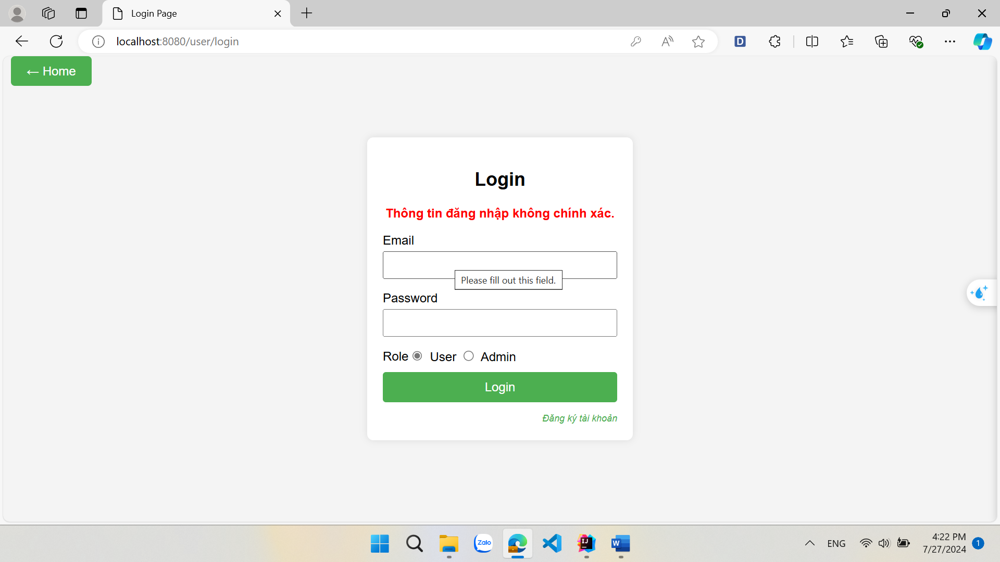 Login Page
localhost:8080/user/login
← Home
Login
Thông tin đăng nhập không chính xác.
Email
Please fill out this field.
Password
Role User Admin
Login
Đăng ký tài khoản
Zalo
ENG
4:22 PM
7/27/2024
1